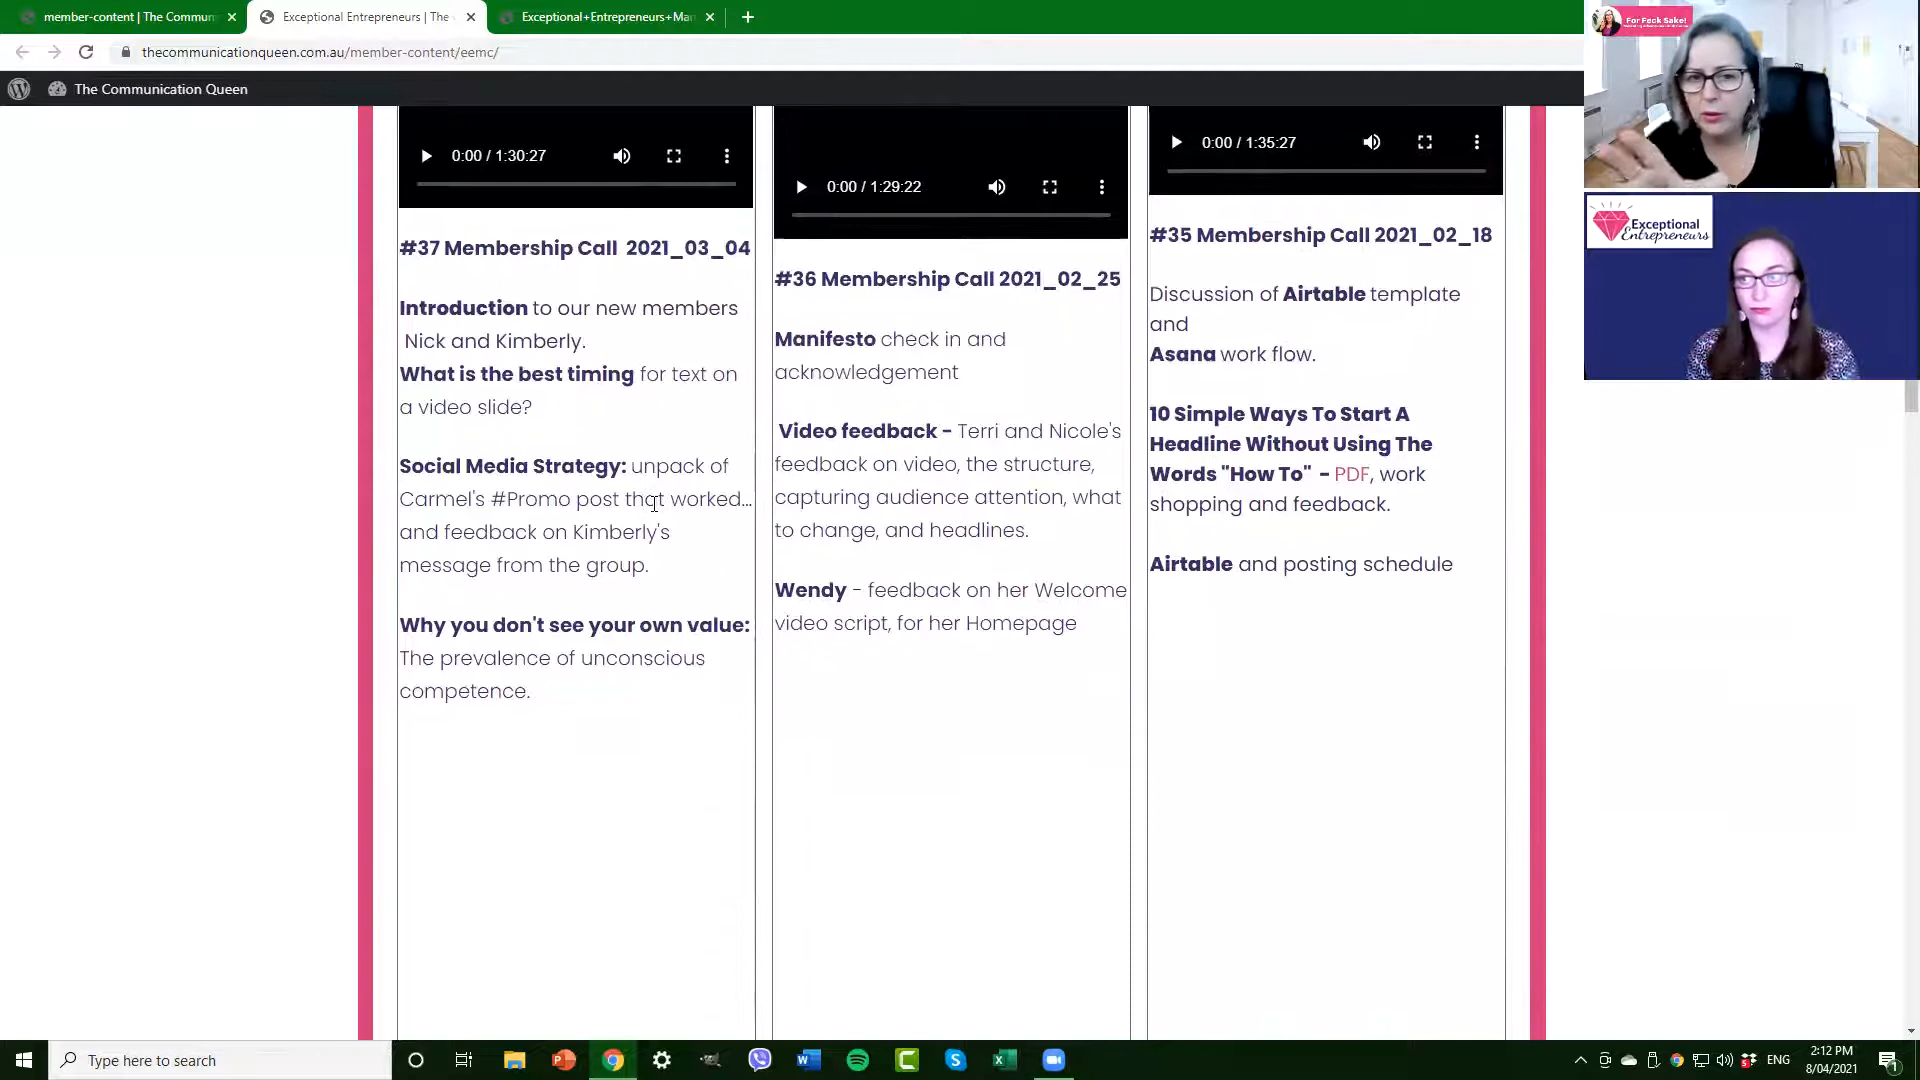 member-content | The Commun
Exceptional Entrepreneurs | The
Exceptional+Entrepreneurs+Man
thecommunicationqueen.com.au/member-content/eemc/
The Communication Queen
For Feck Sake!
Exceptional
Entrepreneurs
0:00 / 1:30:27
#37 Membership Call 2021_03_04
Introduction to our new members
Nick and Kimberly.
What is the best timing for text on
a video slide?
Social Media Strategy: unpack of
Carmel's #Promo post that worked...
and feedback on Kimberly's
message from the group.
Why you don't see your own value:
The prevalence of unconscious
competence.
0:00 / 1:29:22
#36 Membership Call 2021_02_25
Manifesto check in and
acknowledgement
Video feedback - Terri and Nicole's
feedback on video, the structure,
capturing audience attention, what
to change, and headlines.
Wendy - feedback on her Welcome
video script, for her Homepage
0:00 / 1:35:27
#35 Membership Call 2021_02_18
Discussion of Airtable template
and
Asana work flow.
10 Simple Ways To Start A
Headline Without Using The
Words "How To" - PDF, work
shopping and feedback.
Airtable and posting schedule
Type here to search
ENG
2:12 PM
8/04/2021